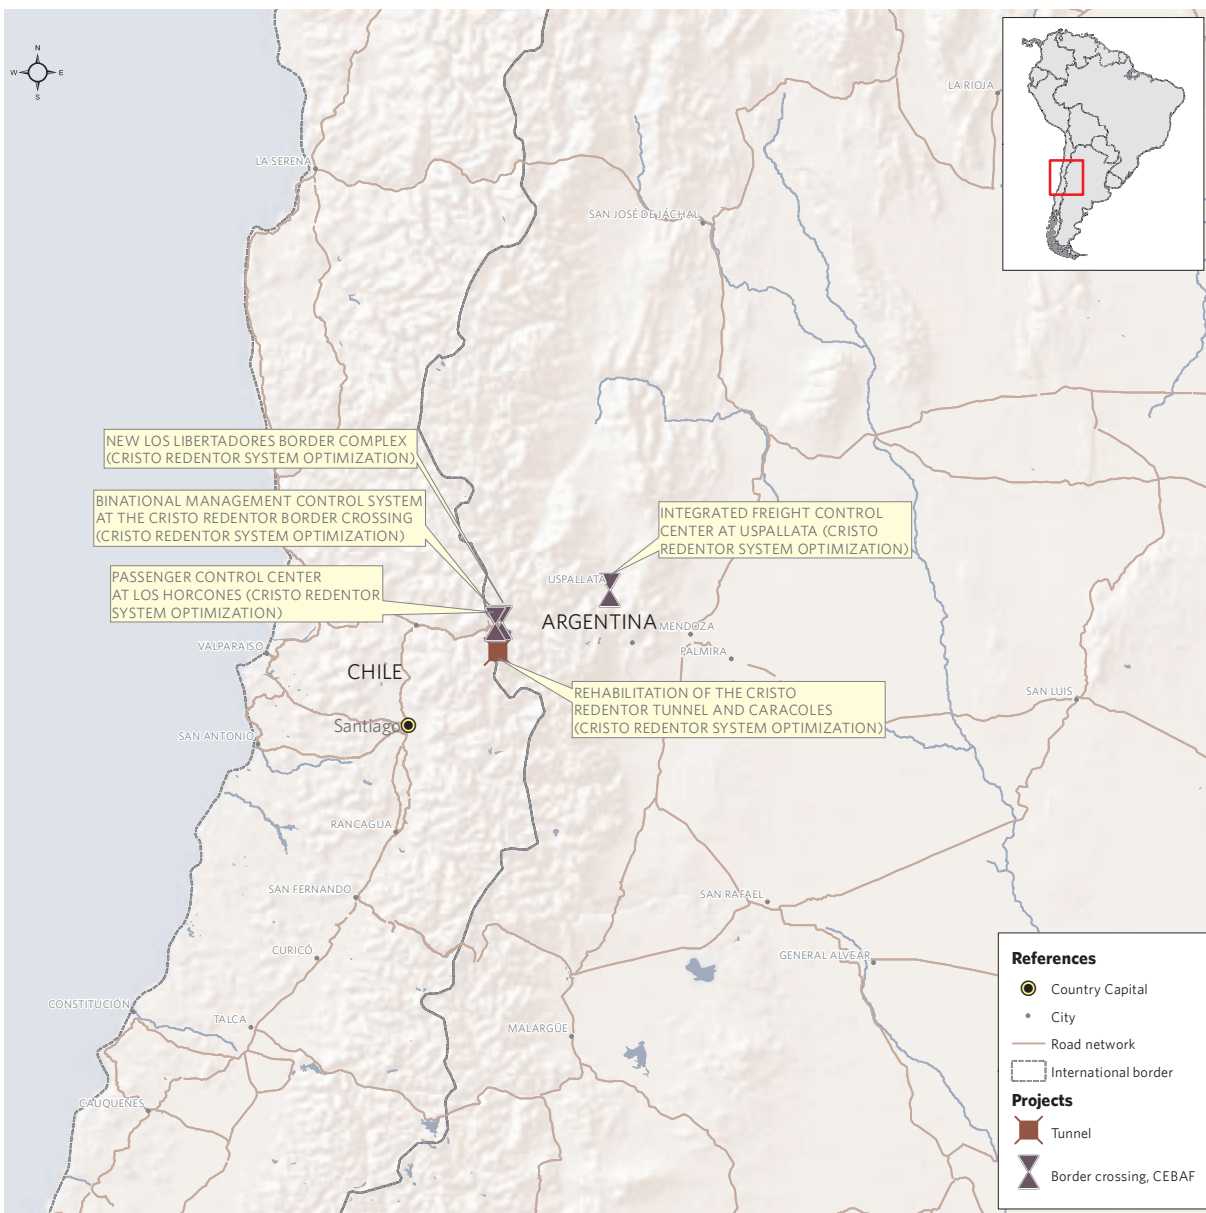 N
W
E
S
LA RIOJA
LA SERENA
SAN JOSÉ DE JÁCHAL
NEW LOS LIBERTADORES BORDER COMPLEX
(CRISTO REDENTOR SYSTEM OPTIMIZATION)
BINATIONAL MANAGEMENT CONTROL SYSTEM
AT THE CRISTO REDENTOR BORDER CROSSING
(CRISTO REDENTOR SYSTEM OPTIMIZATION)
INTEGRATED FREIGHT CONTROL
CENTER AT USPALLATA (CRISTO
REDENTOR SYSTEM OPTIMIZATION)
PASSENGER CONTROL CENTER
AT LOS HORCONES (CRISTO REDENTOR
SYSTEM OPTIMIZATION)
USPALLATA
ARGENTINA
MENDOZA
VALPARAISO
PALMIRA
CHILE
REHABILITATION OF THE CRISTO
REDENTOR TUNNEL AND CARACOLES
(CRISTO REDENTOR SYSTEM OPTIMIZATION)
SAN LUIS
Santiago
SAN ANTONIO
RANCAGUA
SAN FERNANDO
SAN RAFAEL
CURICÓ
GENERAL ALVEAR
CONSTITUCIÓN
TALCA
MALARGÜE
CAUQUENES
References
Country Capital
City
Road network
International border
Projects
Tunnel
Border crossing, CEBAF